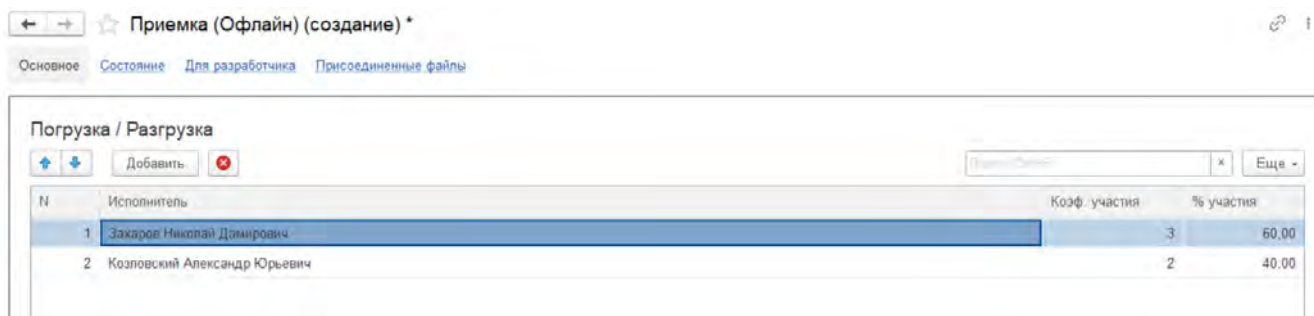 Приемка (Офлайн) (создание) *
Основное Состояние Для разработчика Присоединенные файлы
Погрузка / Разгрузка
Добавить Еще
N Исполнитель Коэф. участия % участия
1 Захаров Николай Дамирович 3 60,00
2 Козловский Александр Юрьевич 2 40,00